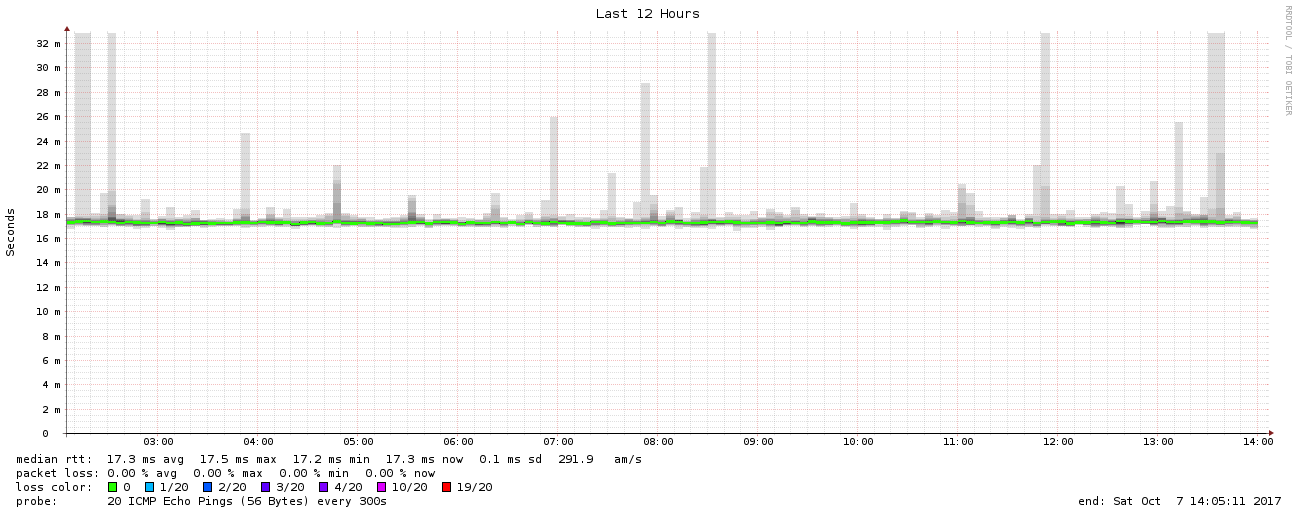 Last 12 Hours
RRDTOOL / TOBI OETIKER
Seconds
32 m
30 m
28 m
26 m
24 m
22 m
20 m
18 m
16 m
14 m
12 m
10 m
8 m
6 m
4 m
2 m
0
03:00 04:00 05:00 06:00 07:00 08:00 09:00 10:00 11:00 12:00 13:00 14:00
median rtt: 17.3 ms avg 17.5 ms max 17.2 ms min 17.3 ms now 0.1 ms sd 291.9 am/s
packet loss: 0.00 % avg 0.00 % max 0.00 % min 0.00 % now
loss color: 0 1/20 2/20 3/20 4/20 10/20 19/20
probe: 20 ICMP Echo Pings (56 Bytes) every 300s end: Sat Oct 7 14:05:11 2017